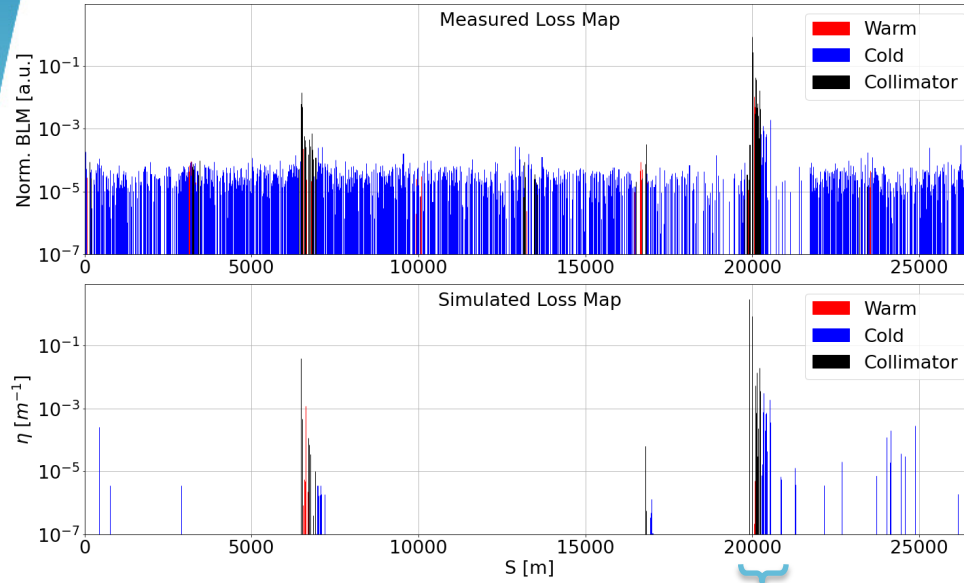 Measured Loss Map
Warm
Cold
Collimator
Norm. BLM [a.u.]
10⁻¹
10⁻³
10⁻⁵
10⁻⁷
0 5000 10000 15000 20000 25000
Simulated Loss Map
Warm
Cold
Collimator
η [m⁻¹]
10⁻¹
10⁻³
10⁻⁵
10⁻⁷
0 5000 10000 15000 20000 25000
S [m]